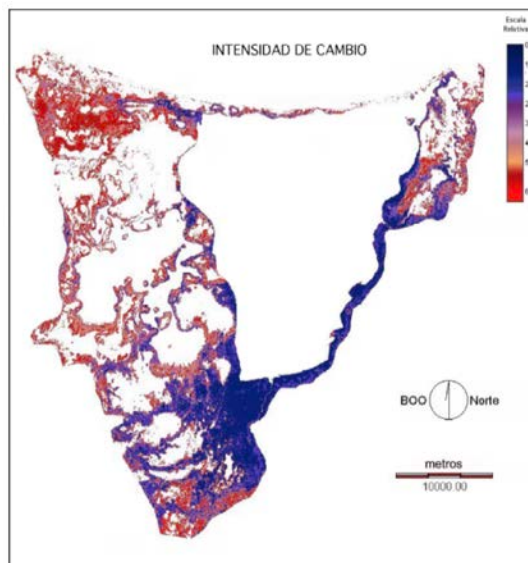 INTENSIDAD DE CAMBIO
Escala
Relativa
BOO
Norte
metros
10000.00